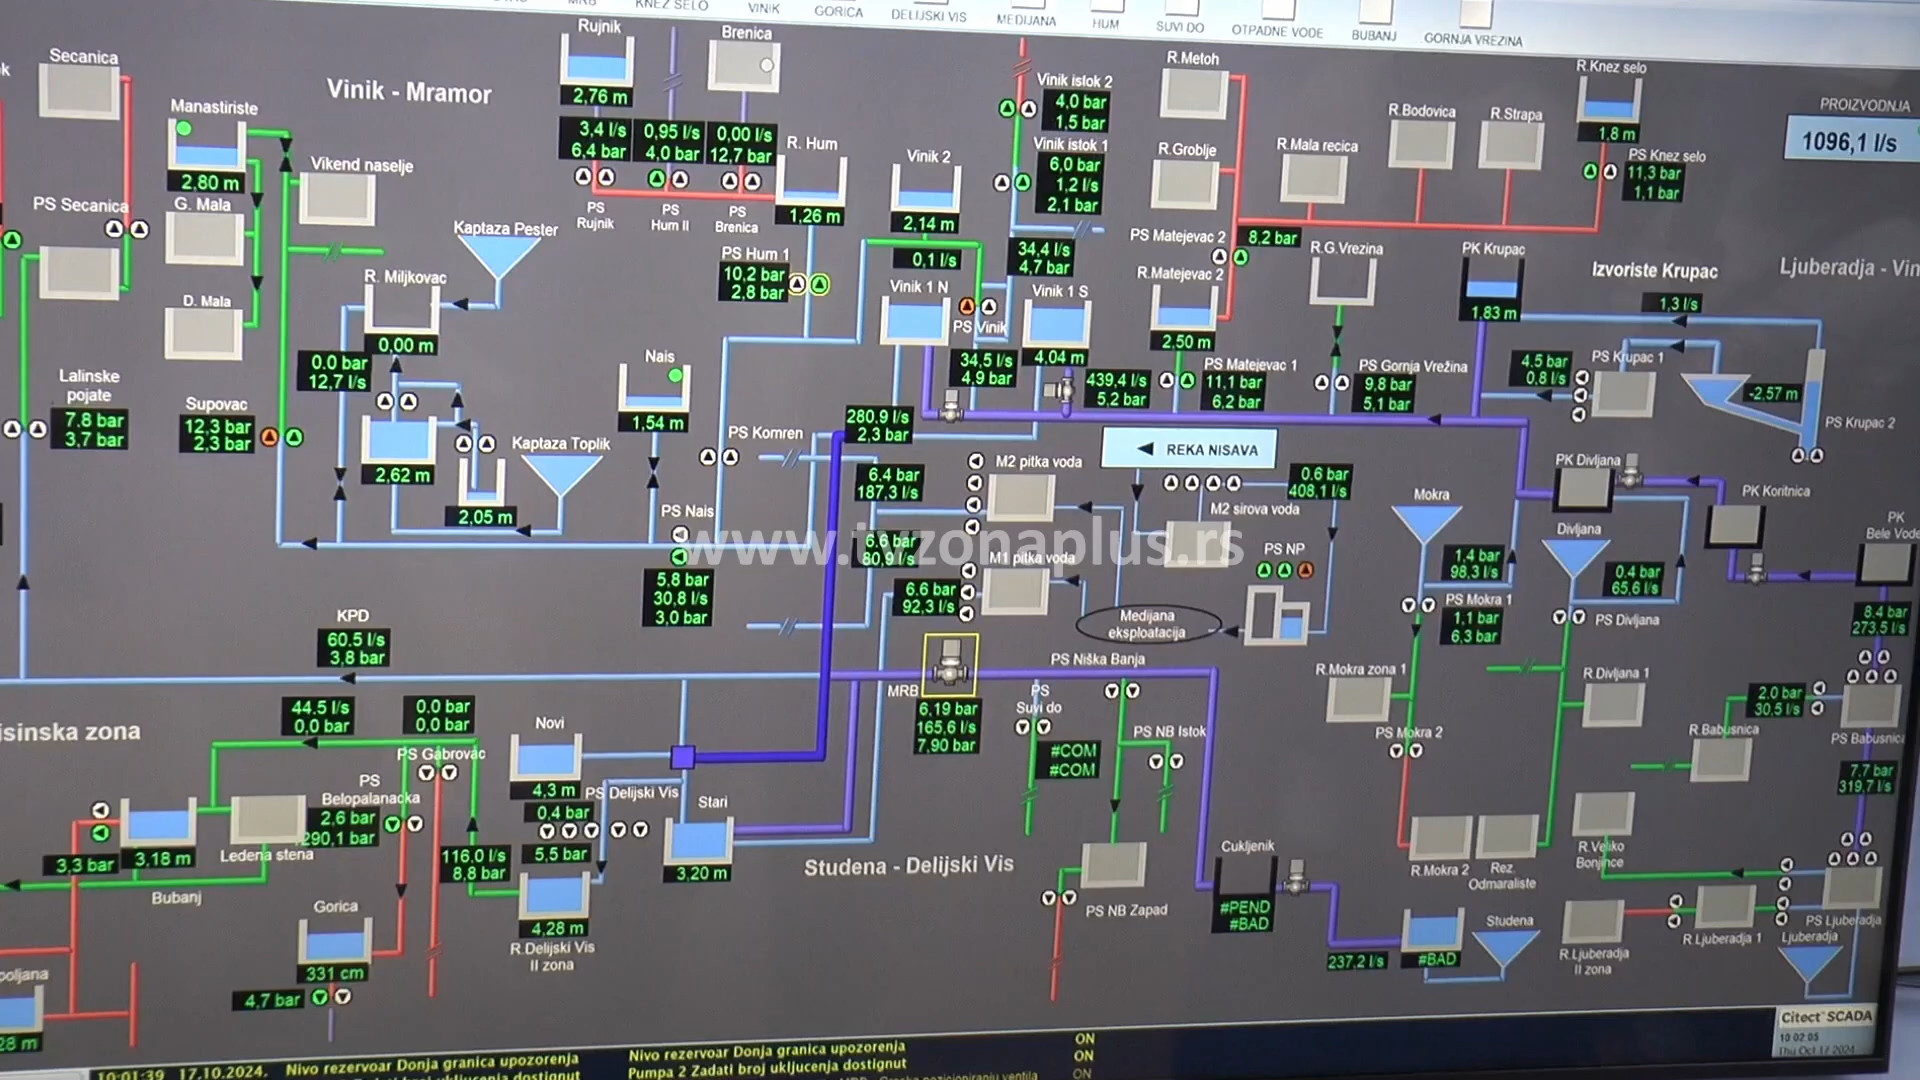 KNEZ SELO
VINIK
GORICA
DELIJSKI VIS
MEDIJANA
HUM
SUVI DO
OTPADNE VODE
BUBANJ
GORNJA VREZINA
Secanica
Manastiriste
2,80 m
G. Mala
D. Mala
Vikend naselje
PS Secanica
Lalinske
pojate
7.8 bar
3,7 bar
Supovac
12,3 bar
2,3 bar
Vinik - Mramor
Kaptaza Pester
R. Miljkovac
0,00 m
0.0 bar
12,7 l/s
2,62 m
2,05 m
Kaptaza Toplik
Rujnik
2,76 m
Brenica
3,4 l/s
6,4 bar
0,95 l/s
4,0 bar
0,00 l/s
12,7 bar
PS
Rujnik
PS
Hum II
PS
Brenica
R. Hum
1,26 m
PS Hum 1
10,2 bar
2,8 bar
Nais
1,54 m
PS Komren
PS Nais
5,8 bar
30,8 l/s
3,0 bar
Vinik 2
2,14 m
0,1 l/s
Vinik 1 N
PS Vinik
34,5 l/s
4,9 bar
Vinik istok 2
4,0 bar
1,5 bar
Vinik istok 1
6,0 bar
1,2 l/s
2,1 bar
34,4 l/s
4,7 bar
Vinik 1 S
4,04 m
439,4 l/s
5,2 bar
280,9 l/s
2,3 bar
6.4 bar
187,3 l/s
6.6 bar
80,9 l/s
6.6 bar
92,3 l/s
M2 pitka voda
M1 pitka voda
R.Metoh
R.Groblje
PS Matejevac 2
8,2 bar
R.Matejevac 2
2,50 m
PS Matejevac 1
11,1 bar
6,2 bar
R.Mala recica
R.Bodovica
R.Strapa
R.Knez selo
1,8 m
PS Knez selo
11,3 bar
1,1 bar
R.G.Vrezina
PS Gornja Vrežina
9,8 bar
5,1 bar
PK Krupac
1.83 m
Izvoriste Krupac
1,3 l/s
PS Krupac 1
4.5 bar
0,8 l/s
-2,57 m
PS Krupac 2
PROIZVODNJA
1096,1 l/s
Ljuberadja - Vin
REKA NISAVA
0.6 bar
408,1 l/s
M2 sirova voda
PS NP
Medijana
eksploatacija
Mokra
1,4 bar
98,3 l/s
PS Mokra 1
1,1 bar
6,3 bar
Divljana
PK Divljana
0.4 bar
65,6 l/s
PS Divljana
PK Koritnica
PK
Bele Vode
8.4 bar
273,5 l/s
R.Mokra zona 1
PS Mokra 2
R.Mokra 2
Rez.
Odmaraliste
R.Divljana 1
2.0 bar
30,5 l/s
R.Babusnica
PS Babusnica
7.7 bar
319,7 l/s
R.Veliko
Bonjince
R.Ljuberadja
II zona
R.Ljuberadja 1
PS Ljuberadja
Ljuberadja
www.tvzonaplus.rs
KPD
60.5 l/s
3,8 bar
44.5 l/s
0,0 bar
0.0 bar
0,0 bar
PS Gabrovac
isinska zona
PS
Belopalanacka
2,6 bar
290,1 bar
3,3 bar
3,18 m
Ledena stena
Bubanj
Gorica
331 cm
4,7 bar
poljana
28 m
Novi
4,3 m
0,4 bar
5,5 bar
PS Delijski Vis
116,0 l/s
8,8 bar
4,28 m
R.Delijski Vis
II zona
Stari
3,20 m
MRB
6,19 bar
165,6 l/s
7,90 bar
Studena - Delijski Vis
PS Niška Banja
PS
Suvi do
#COM
#COM
PS NB Istok
PS NB Zapad
Cukljenik
#PEND
#BAD
237,2 l/s
#BAD
Studena
Citect SCADA
10:02:05
Thu Oct 17 2024
10:01:39 17.10.2024. Nivo rezervoar Donja granica upozorenja
Nivo rezervoar Donja granica upozorenja ON
Pumpa 2 Zadati broj ukljucenja dostignut ON
ON